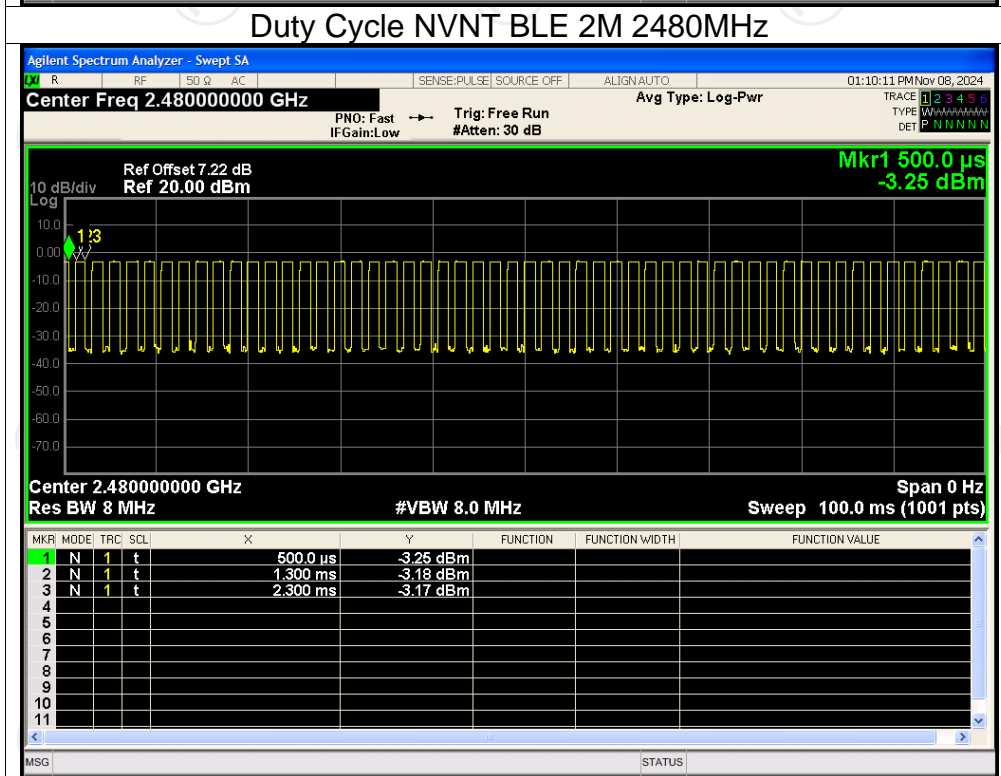 Duty Cycle NVNT BLE 2M 2480MHz
Agilent Spectrum Analyzer - Swept SA
LXI R RF 50 Ω AC SENSE:PULSE SOURCE OFF ALIGN AUTO 01:10:11 PM Nov 08, 2024
Center Freq 2.480000000 GHz Avg Type: Log-Pwr TRACE 1 2 3 4 5 6
PNO: Fast Trig: Free Run TYPE WWWWWW
IFGain:Low #Atten: 30 dB DET P N N N N N
Mkr1 500.0 µs
Ref Offset 7.22 dB
10 dB/div Ref 20.00 dBm -3.25 dBm
Log
10.0
1 2 3
0.00
-10.0
-20.0
-30.0
-40.0
-50.0
-60.0
-70.0
Center 2.480000000 GHz Span 0 Hz
Res BW 8 MHz #VBW 8.0 MHz Sweep 100.0 ms (1001 pts)
MKR MODE TRC SCL X Y FUNCTION FUNCTION WIDTH FUNCTION VALUE
1 N 1 t 500.0 µs -3.25 dBm
2 N 1 t 1.300 ms -3.18 dBm
3 N 1 t 2.300 ms -3.17 dBm
4
5
6
7
8
9
10
11
MSG STATUS